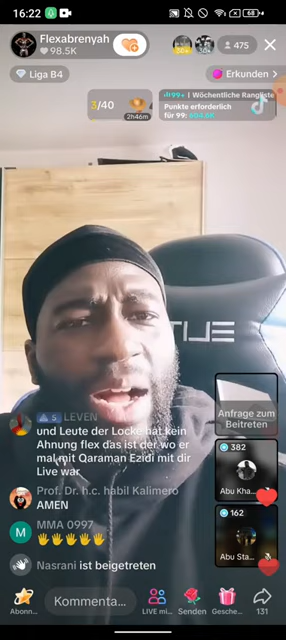 16:22
68
Flexabrenyah
98.5K
475
Liga B4
Erkunden >
3/40
2h46m
99+ | Wöchentliche Rangliste
Punkte erforderlich
für 99:
S LEVEN
und Leute der Locke hat kein
Ahnung flex das ist der wo er
mal mit Qaraman Ezidi mit dir
Live war
Prof. Dr. h.c. habil Kalimero
AMEN
M
MMA 0997
🖐🖐🖐🖐🖐
Nasrani ist beigetreten
Anfrage zum
Beitreten
382
Abu Kha...
162
Abu Sta...
Abonn...
Kommenta...
LIVE mi...
Senden
Gesche...
131